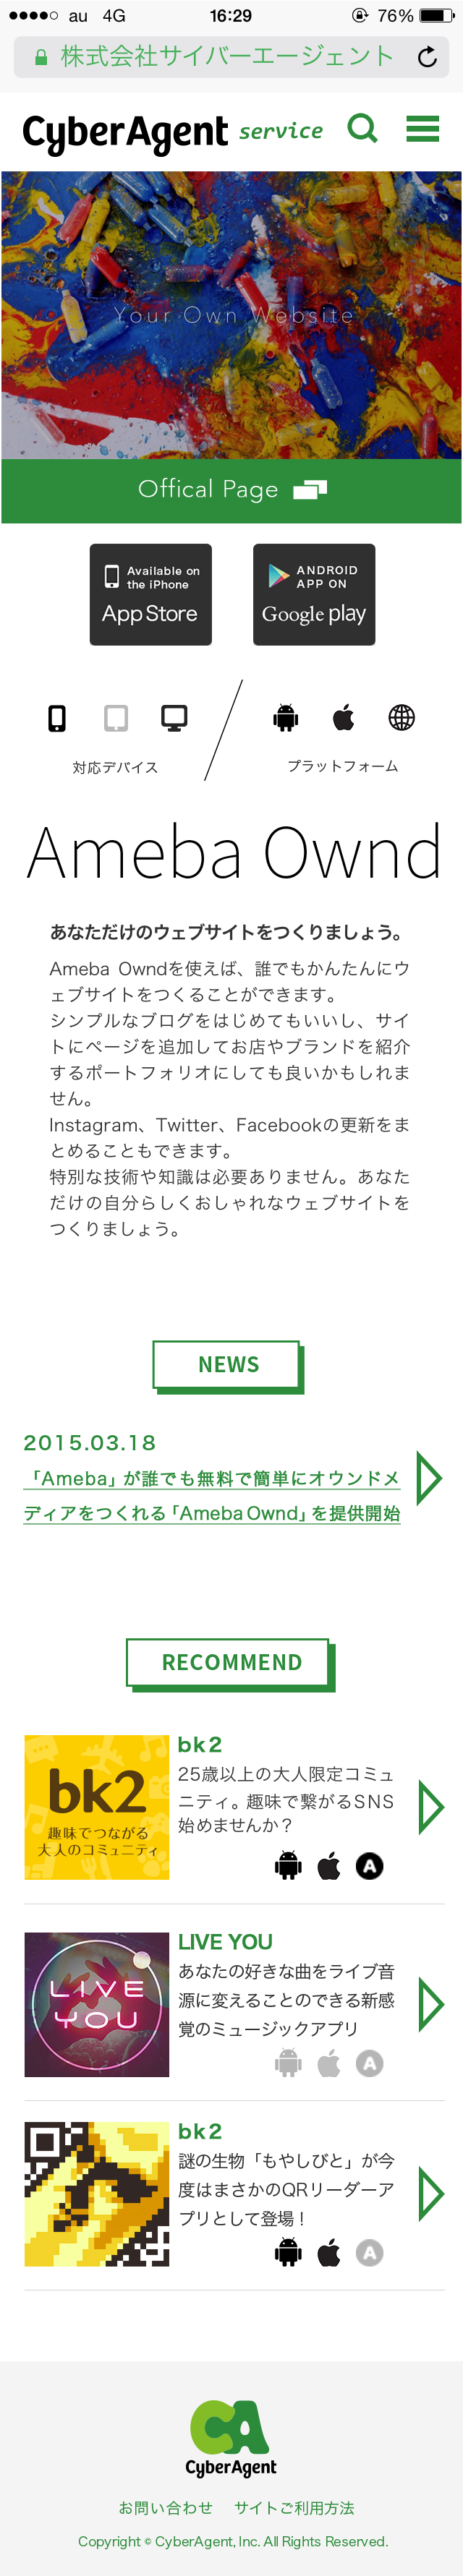 au 4G 16:29 76%
株式会社サイバーエージェント
CyberAgent service
Your Own Website
Offical Page
Available on
the iPhone
App Store
ANDROID
APP ON
Google play
対応デバイス
プラットフォーム
Ameba Ownd
あなただけのウェブサイトをつくりましょう。
Ameba Owndを使えば、誰でもかんたんにウ
ェブサイトをつくることができます。
シンプルなブログをはじめてもいいし、サイ
トにページを追加してお店やブランドを紹介
するポートフォリオにしても良いかもしれま
せん。
Instagram、Twitter、Facebookの更新をま
とめることもできます。
特別な技術や知識は必要ありません。あなた
だけの自分らしくおしゃれなウェブサイトを
つくりましょう。
NEWS
2015.03.18
「Ameba」が誰でも無料で簡単にオウンドメ
ディアをつくれる「Ameba Ownd」を提供開始
RECOMMEND
bk2
趣味でつながる
大人のコミュニティ
bk2
25歳以上の大人限定コミュ
ニティ。趣味で繋がるSNS
始めませんか？
A
LIVE
YOU
LIVE YOU
あなたの好きな曲をライブ音
源に変えることのできる新感
覚のミュージックアプリ
A
bk2
謎の生物「もやしびと」が今
度はまさかのQRリーダーア
プリとして登場！
A
CA
CyberAgent
お問い合わせ サイトご利用方法
Copyright © CyberAgent, Inc. All Rights Reserved.